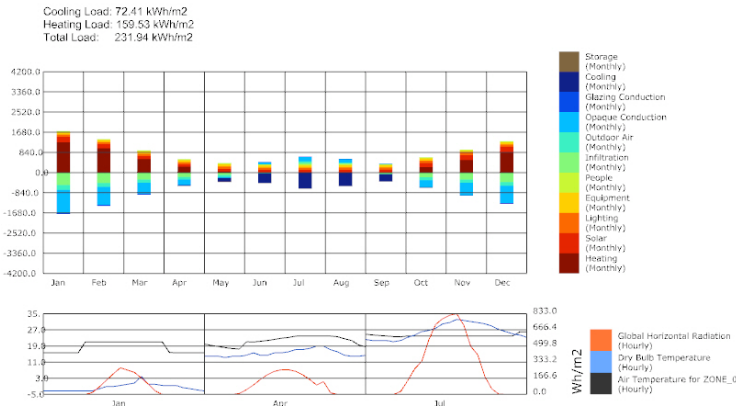 Cooling Load: 72.41 kWh/m2
Heating Load: 159.53 kWh/m2
Total Load: 231.94 kWh/m2
4200.0
3360.0
2520.0
1680.0
840.0
0.0
-840.0
-1680.0
-2520.0
-3360.0
-4200.0
Jan Feb Mar Apr May Jun Jul Aug Sep Oct Nov Dec
Storage
(Monthly)
Cooling
(Monthly)
Glazing Conduction
(Monthly)
Opaque Conduction
(Monthly)
Outdoor Air
(Monthly)
Infiltration
(Monthly)
People
(Monthly)
Equipment
(Monthly)
Lighting
(Monthly)
Solar
(Monthly)
Heating
(Monthly)
35.
27.0
19.0
11.0
3.0
-5.0
Jan Apr Jul
833.0
666.4
499.8
333.2
166.6
0.0
Wh/m2
Global Horizontal Radiation
(Hourly)
Dry Bulb Temperature
(Hourly)
Air Temperature for ZONE_0
(Hourly)